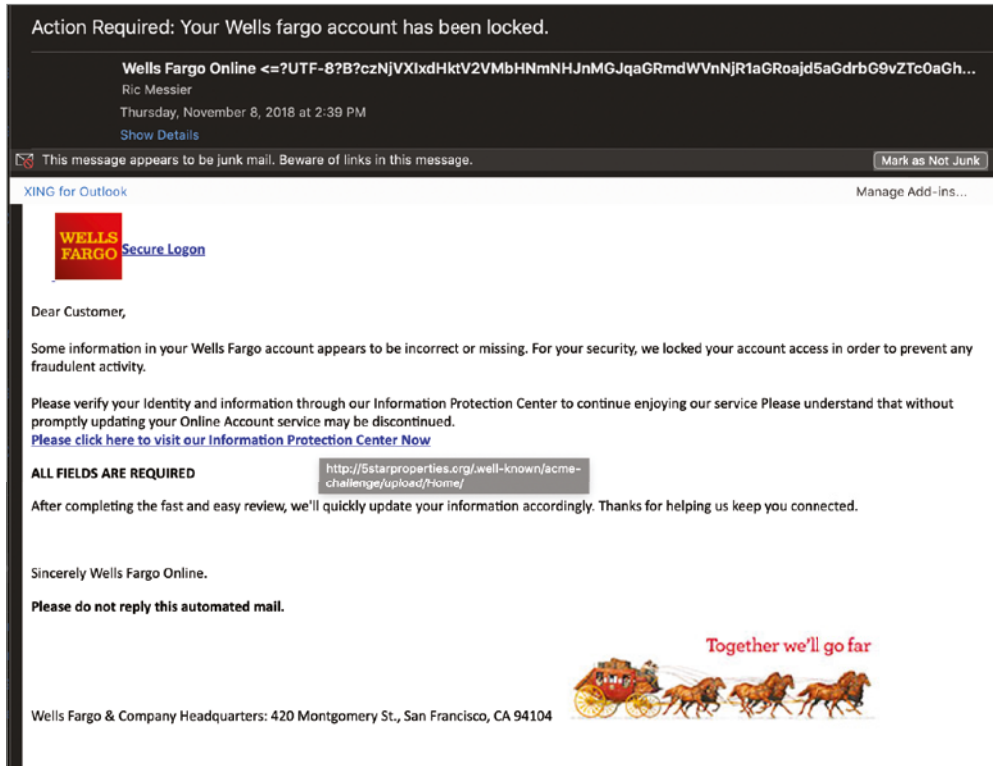 Action Required: Your Wells fargo account has been locked.
Wells Fargo Online <=?UTF-8?B?czNjVXIxdHktV2VMbHNmNHJnMGJqaGRmdWVnNjR1aGRoajd5aGdrbG9vZTc0aGh...
Ric Messier
Thursday, November 8, 2018 at 2:39 PM
Show Details
This message appears to be junk mail. Beware of links in this message.
Mark as Not Junk
XING for Outlook
Manage Add-ins...
WELLS
FARGO
Secure Logon
Dear Customer,
Some information in your Wells Fargo account appears to be incorrect or missing. For your security, we locked your account access in order to prevent any
fraudulent activity.
Please verify your Identity and information through our Information Protection Center to continue enjoying our service Please understand that without
promptly updating your Online Account service may be discontinued.
Please click here to visit our Information Protection Center Now
http://5starproperties.org/.well-known/acme-
challenge/upload/Home/
ALL FIELDS ARE REQUIRED
After completing the fast and easy review, we'll quickly update your information accordingly. Thanks for helping us keep you connected.
Sincerely Wells Fargo Online.
Please do not reply this automated mail.
Together we'll go far
Wells Fargo & Company Headquarters: 420 Montgomery St., San Francisco, CA 94104